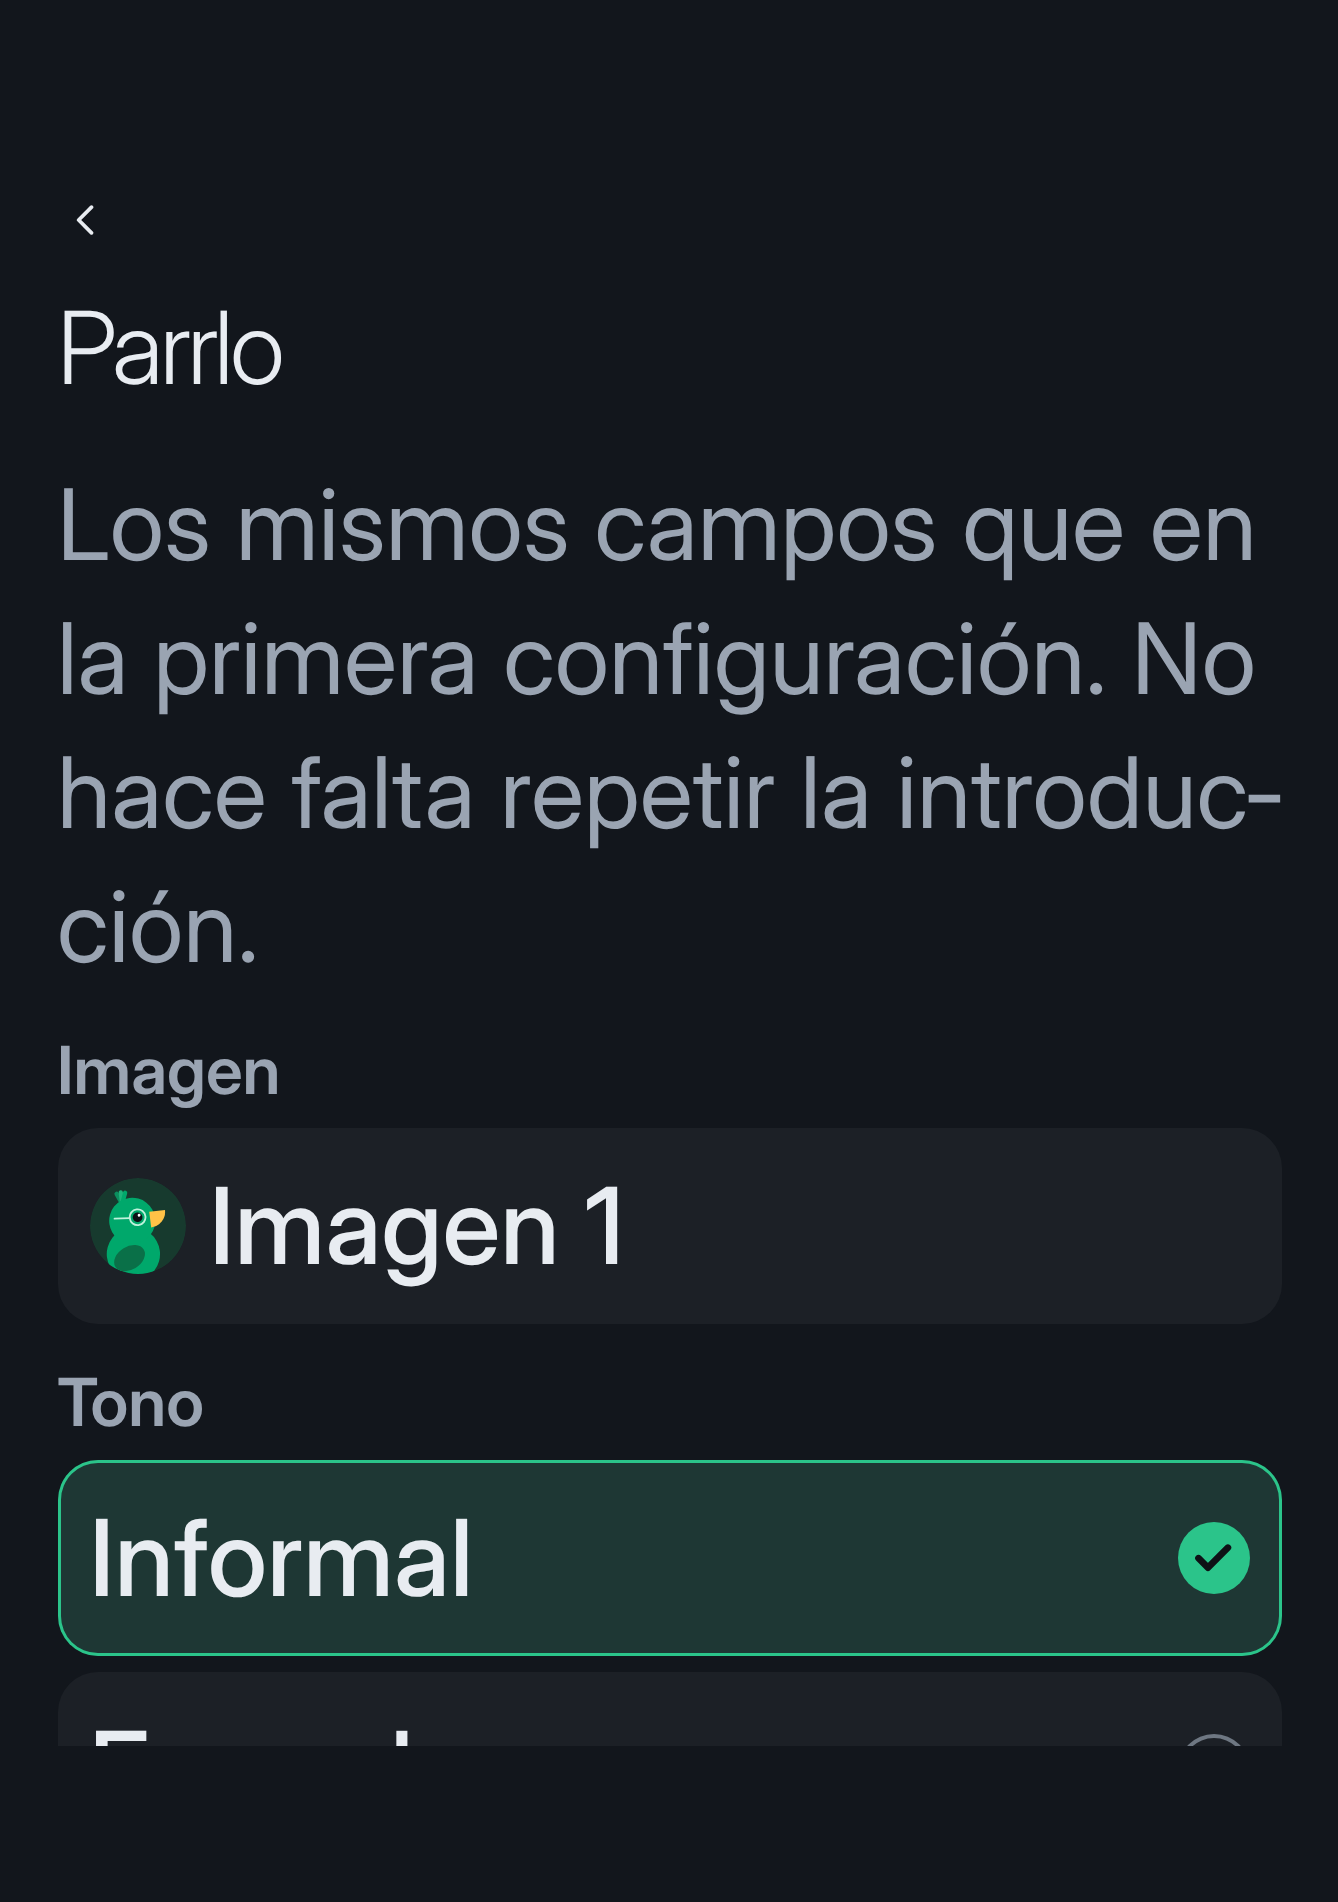 Parrlo
Los mismos campos que en
la primera configuración. No
hace falta repetir la introduc-
ción.
Imagen
Imagen 1
Tono
Informal